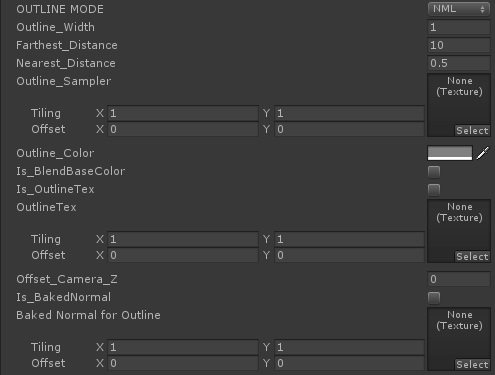 OUTLINE MODE NML
Outline_Width 1
Farthest_Distance 10
Nearest_Distance 0.5
Outline_Sampler None
(Texture)
Tiling X 1 Y 1
Offset X 0 Y 0 Select
Outline_Color
Is_BlendBaseColor
Is_OutlineTex
OutlineTex None
(Texture)
Tiling X 1 Y 1
Offset X 0 Y 0 Select
Offset_Camera_Z 0
Is_BakedNormal
Baked Normal for Outline None
(Texture)
Tiling X 1 Y 1
Offset X 0 Y 0 Select